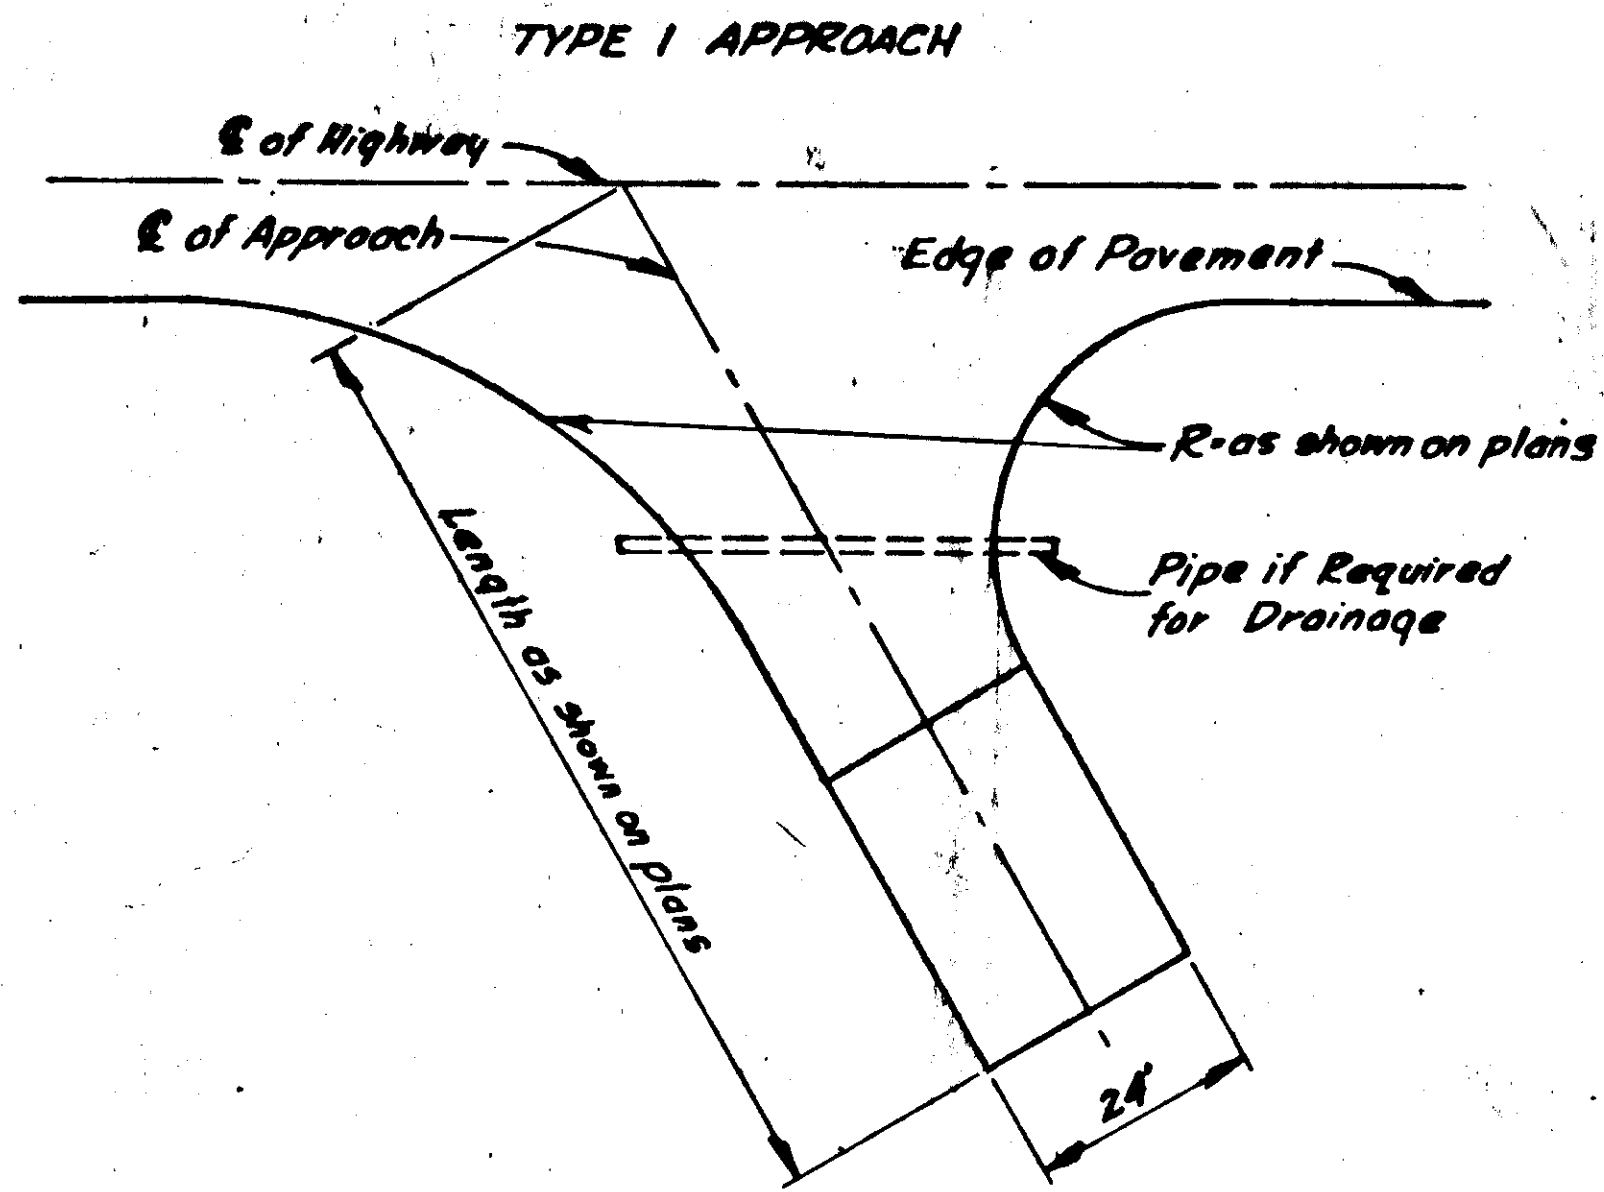 TYPE I APPROACH
℄ of Highway
℄ of Approach
Edge of Pavement
R-as shown on plans
Length as shown on plans
Pipe if Required
for Drainage
24'